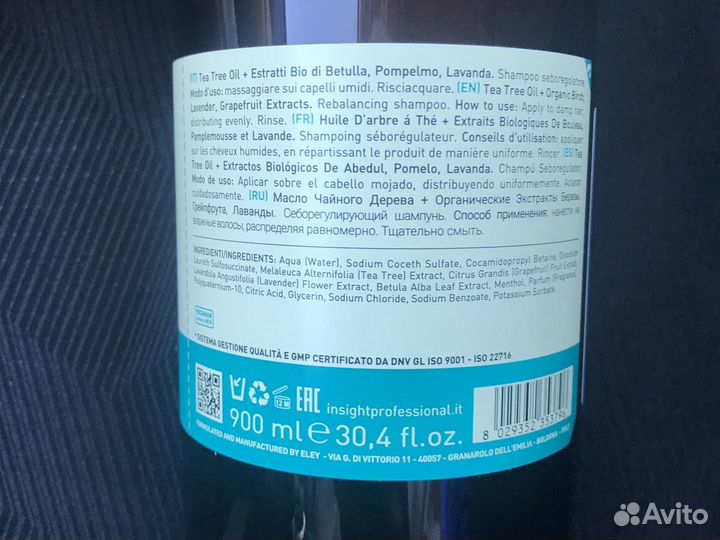 (IT) Tea Tree Oil + Estratti Bio di Betulla, Pompelmo, Lavanda. Shampoo seboregolatore.
Modo d'uso: massaggiare sui capelli umidi. Risciacquare. (EN) Tea Tree Oil + Organic Birch,
Lavender, Grapefruit Extracts. Rebalancing shampoo. How to use: Apply to damp hair,
distributing evenly. Rinse. (FR) Huile D'arbre á Thé + Extraits Biologiques De Bouleau,
Pamplemousse et Lavande. Shampoing séborégulateur. Conseils d'utilisation: appliquer
sur les cheveux humides, en répartissant le produit de manière uniforme. Rincer. (ES) Tea
Tree Oil + Extractos Biológicos De Abedul, Pomelo, Lavanda. Champú Seboregulador.
Modo de uso: Aplicar sobre el cabello mojado, distribuyendo uniformemente. Aclarar
cuidadosamente. (RU) Масло Чайного Дерева + Органические Экстракты Березы,
Грейпфрута, Лаванды. Себорегулирующий шампунь. Способ применения: нанести на
влажные волосы, распределяя равномерно. Тщательно смыть.
INGREDIENTI/INGREDIENTS: Aqua (Water), Sodium Coceth Sulfate, Cocamidopropyl Betaine, Disodium
Laureth Sulfosuccinate, Melaleuca Alternifolia (Tea Tree) Extract, Citrus Grandis (Grapefruit) Fruit Extract,
Lavandula Angustifolia (Lavender) Flower Extract, Betula Alba Leaf Extract, Menthol, Parfum (Fragrance),
Polyquaternium-10, Citric Acid, Glycerin, Sodium Chloride, Sodium Benzoate, Potassium Sorbate.
*SISTEMA GESTIONE QUALITÀ E GMP CERTIFICATO DA DNV GL ISO 9001 - ISO 22716
12 M EAC insightprofessional.it
900 ml e 30,4 fl.oz.
8 029352 353796
FORMULATED AND MANUFACTURED BY ELEY - VIA G. DI VITTORIO 11 - 40057 - GRANAROLO DELL'EMILIA - BOLOGNA - ITALY
Avito